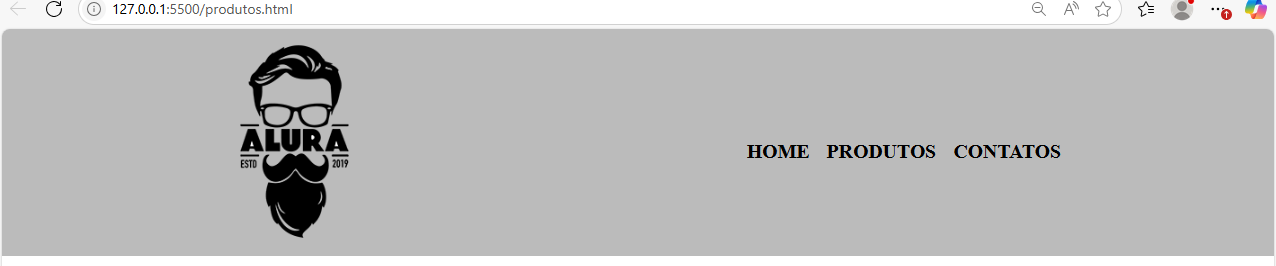 127.0.0.1:5500/produtos.html
ALURA
ESTD 2019
HOME PRODUTOS CONTATOS